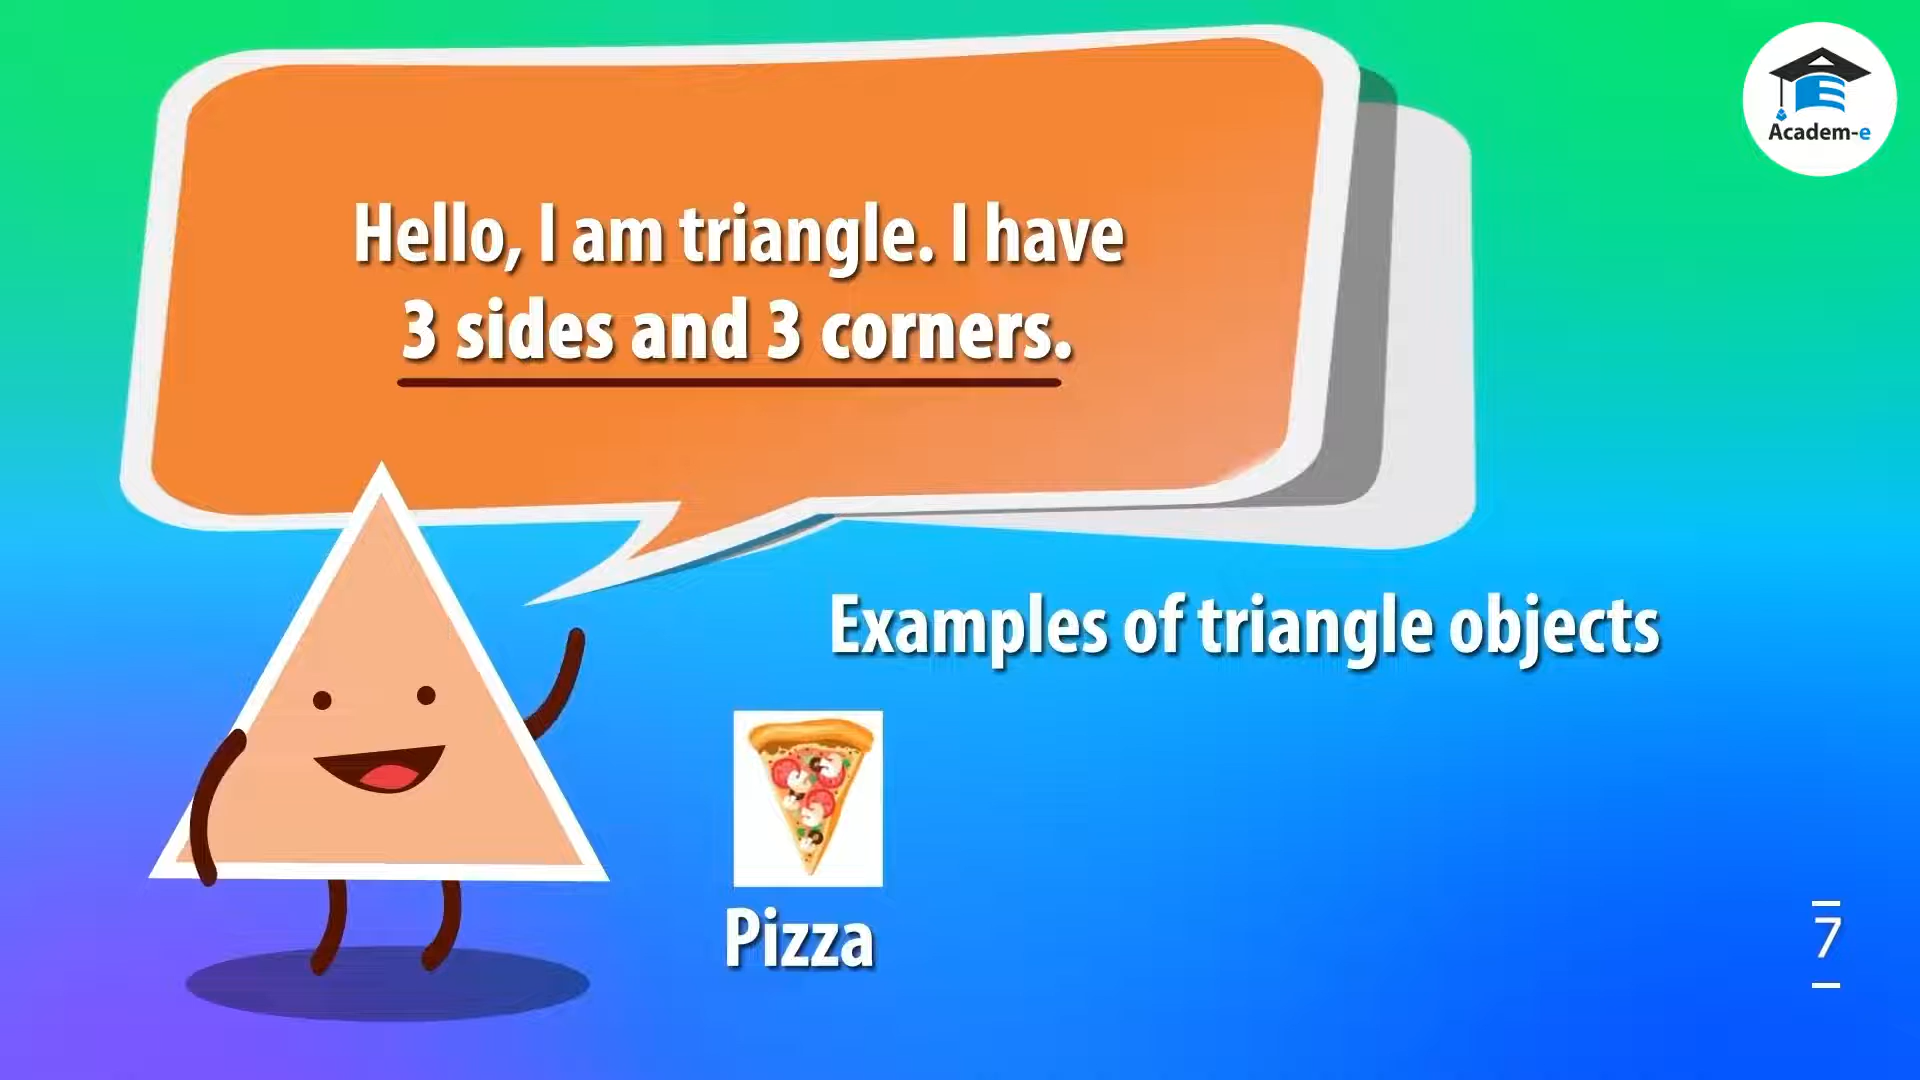 Academ-e
Hello, I am triangle. I have
3 sides and 3 corners.
Examples of triangle objects
Pizza
7